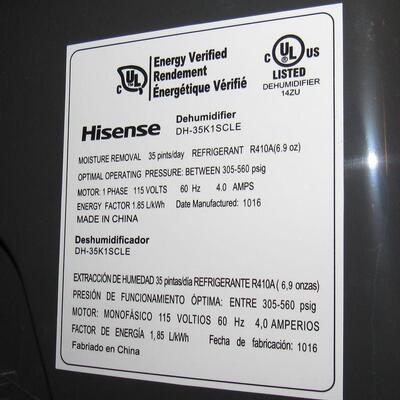 Energy Verified
Rendement
Énergétique Vérifié
C UL
C UL US
LISTED
DEHUMIDIFIER
14ZU
Hisense
Dehumidifier
DH-35K1SCLE
MOISTURE REMOVAL 35 pints/day REFRIGERANT R410A(6.9 oz)
OPTIMAL OPERATING PRESSURE: BETWEEN 305-560 psig
MOTOR: 1 PHASE 115 VOLTS 60 Hz 4.0 AMPS
ENERGY FACTOR 1.85 L/kWh Date Manufactured: 1016
MADE IN CHINA
Deshumidificador
DH-35K1SCLE
EXTRACCIÓN DE HUMEDAD 35 pintas/día REFRIGERANTE R410A ( 6,9 onzas)
PRESIÓN DE FUNCIONAMIENTO ÓPTIMA: ENTRE 305-560 psig
MOTOR: MONOFÁSICO 115 VOLTIOS 60 Hz 4,0 AMPERIOS
FACTOR DE ENERGÍA 1,85 L/kWh Fecha de fabricación: 1016
Fabriado en China